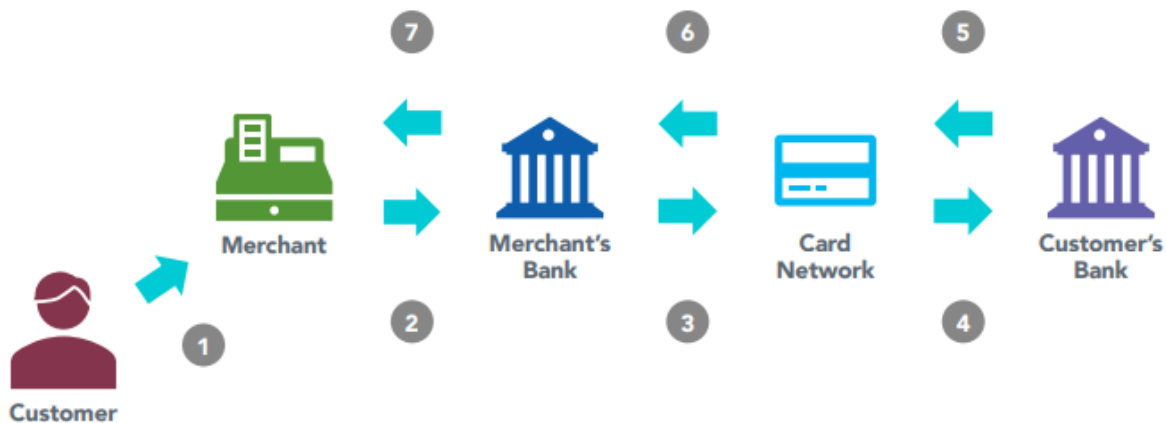 7
6
5
Merchant
Merchant's
Bank
Card
Network
Customer's
Bank
1
2
3
4
Customer